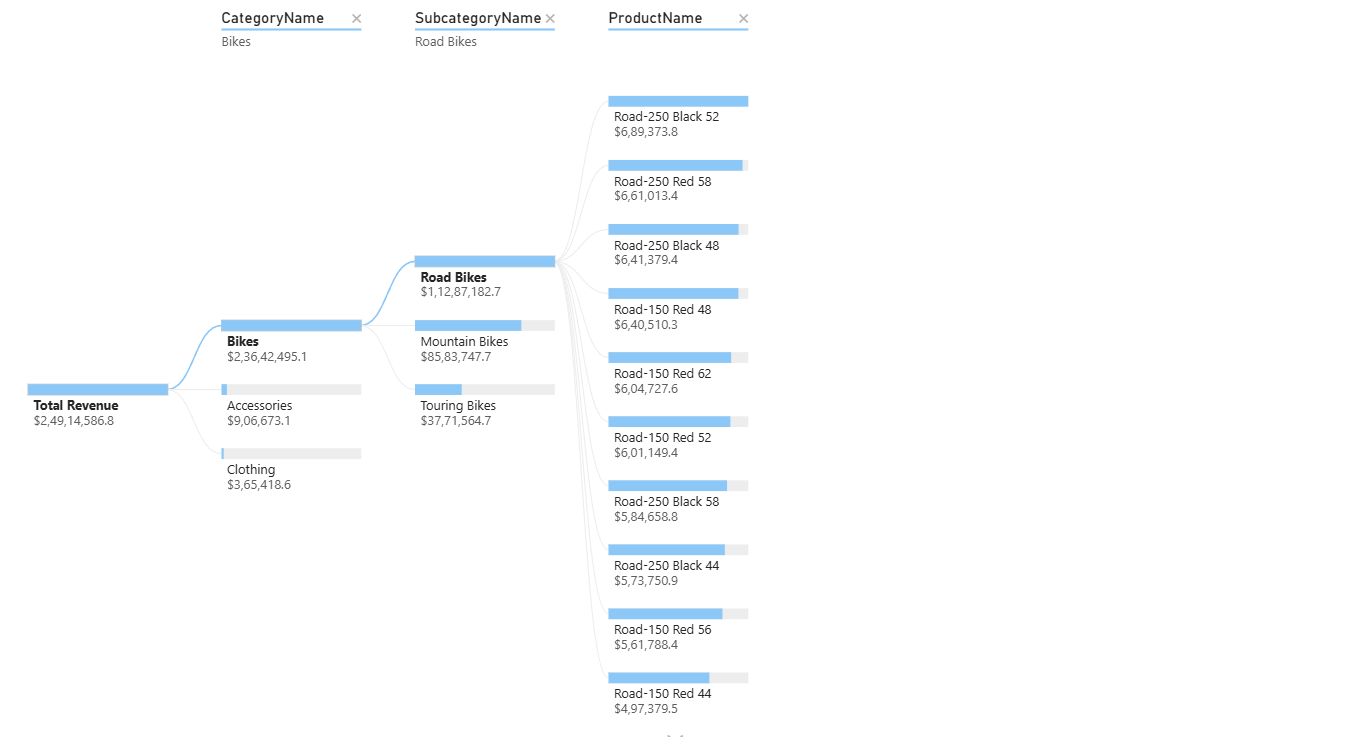 CategoryName
Bikes
SubcategoryName
Road Bikes
ProductName
Total Revenue
$2,49,14,586.8
Bikes
$2,36,42,495.1
Accessories
$9,06,673.1
Clothing
$3,65,418.6
Road Bikes
$1,12,87,182.7
Mountain Bikes
$85,83,747.7
Touring Bikes
$37,71,564.7
Road-250 Black 52
$6,89,373.8
Road-250 Red 58
$6,61,013.4
Road-250 Black 48
$6,41,379.4
Road-150 Red 48
$6,40,510.3
Road-150 Red 62
$6,04,727.6
Road-150 Red 52
$6,01,149.4
Road-250 Black 58
$5,84,658.8
Road-250 Black 44
$5,73,750.9
Road-150 Red 56
$5,61,788.4
Road-150 Red 44
$4,97,379.5